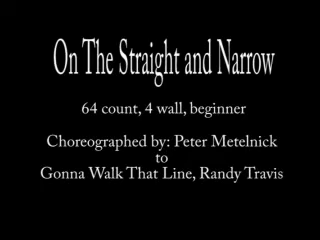 On The Straight and Narrow
64 count, 4 wall, beginner
Choreographed by: Peter Metelnick
to
Gonna Walk That Line, Randy Travis